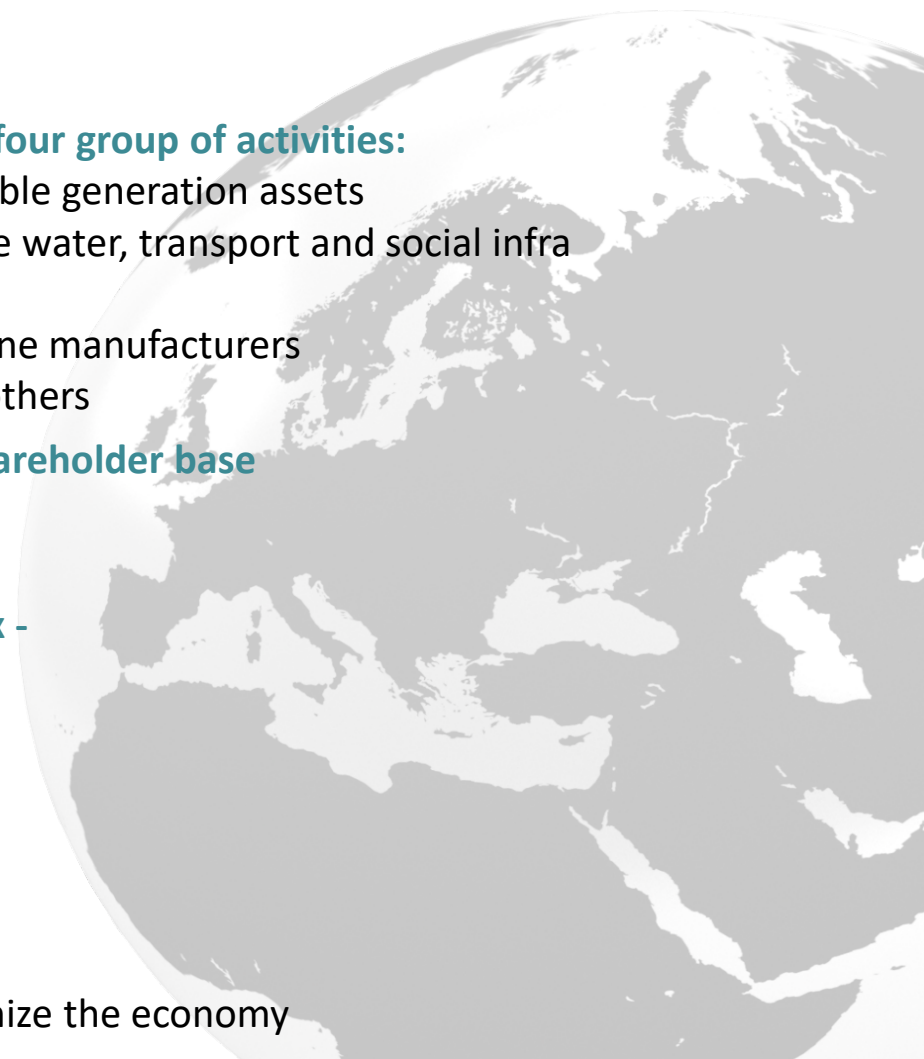 four group of activities:
ble generation assets
e water, transport and social infra
ne manufacturers
thers
areholder base
x -
nize the economy